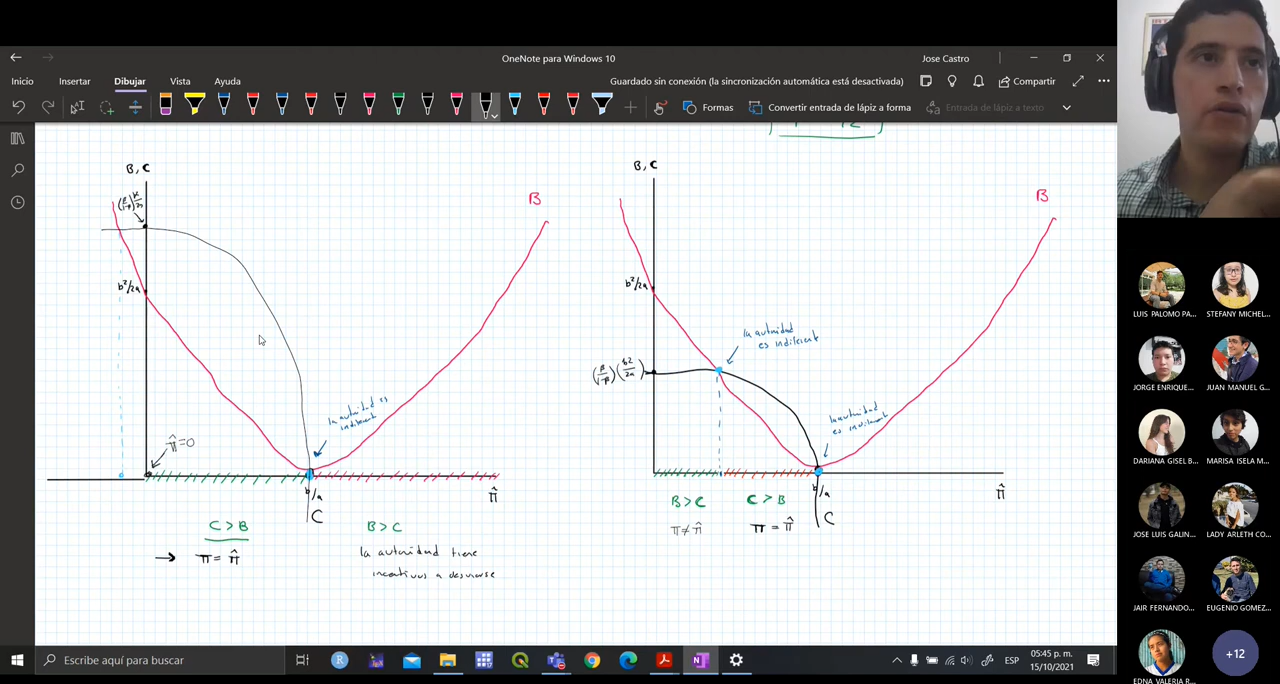 OneNote para Windows 10
Jose Castro
Inicio
Insertar
Dibujar
Vista
Ayuda
Guardado sin conexión (la sincronización automática está desactivada)
Compartir
Formas
Convertir entrada de lápiz a forma
Entrada de lápiz a texto
B, C
B
b²/2a
π̂=0
la autoridad es
indiferente
b/a
C
π̂
C > B
B > C
→ π = π̂
la autoridad tiene
incentivos a desviarse
B, C
B
b²/2a
(β/1-β)(b2/2a)
la autoridad
es indiferente
la autoridad
es indiferente
b/a
C
π̂
B > C
C > B
π ≠ π̂
π = π̂
LUIS PALOMO PA...
STEFANY MICHEL...
JORGE ENRIQUE...
JUAN MANUEL G...
DARIANA GISEL B...
MARISA ISELA M...
JOSE LUIS GALIN...
LADY ARLETH CO...
JAIR FERNANDO...
EUGENIO GOMEZ...
EDNA VALERIA R...
+12
Escribe aquí para buscar
ESP
05:45 p. m.
15/10/2021